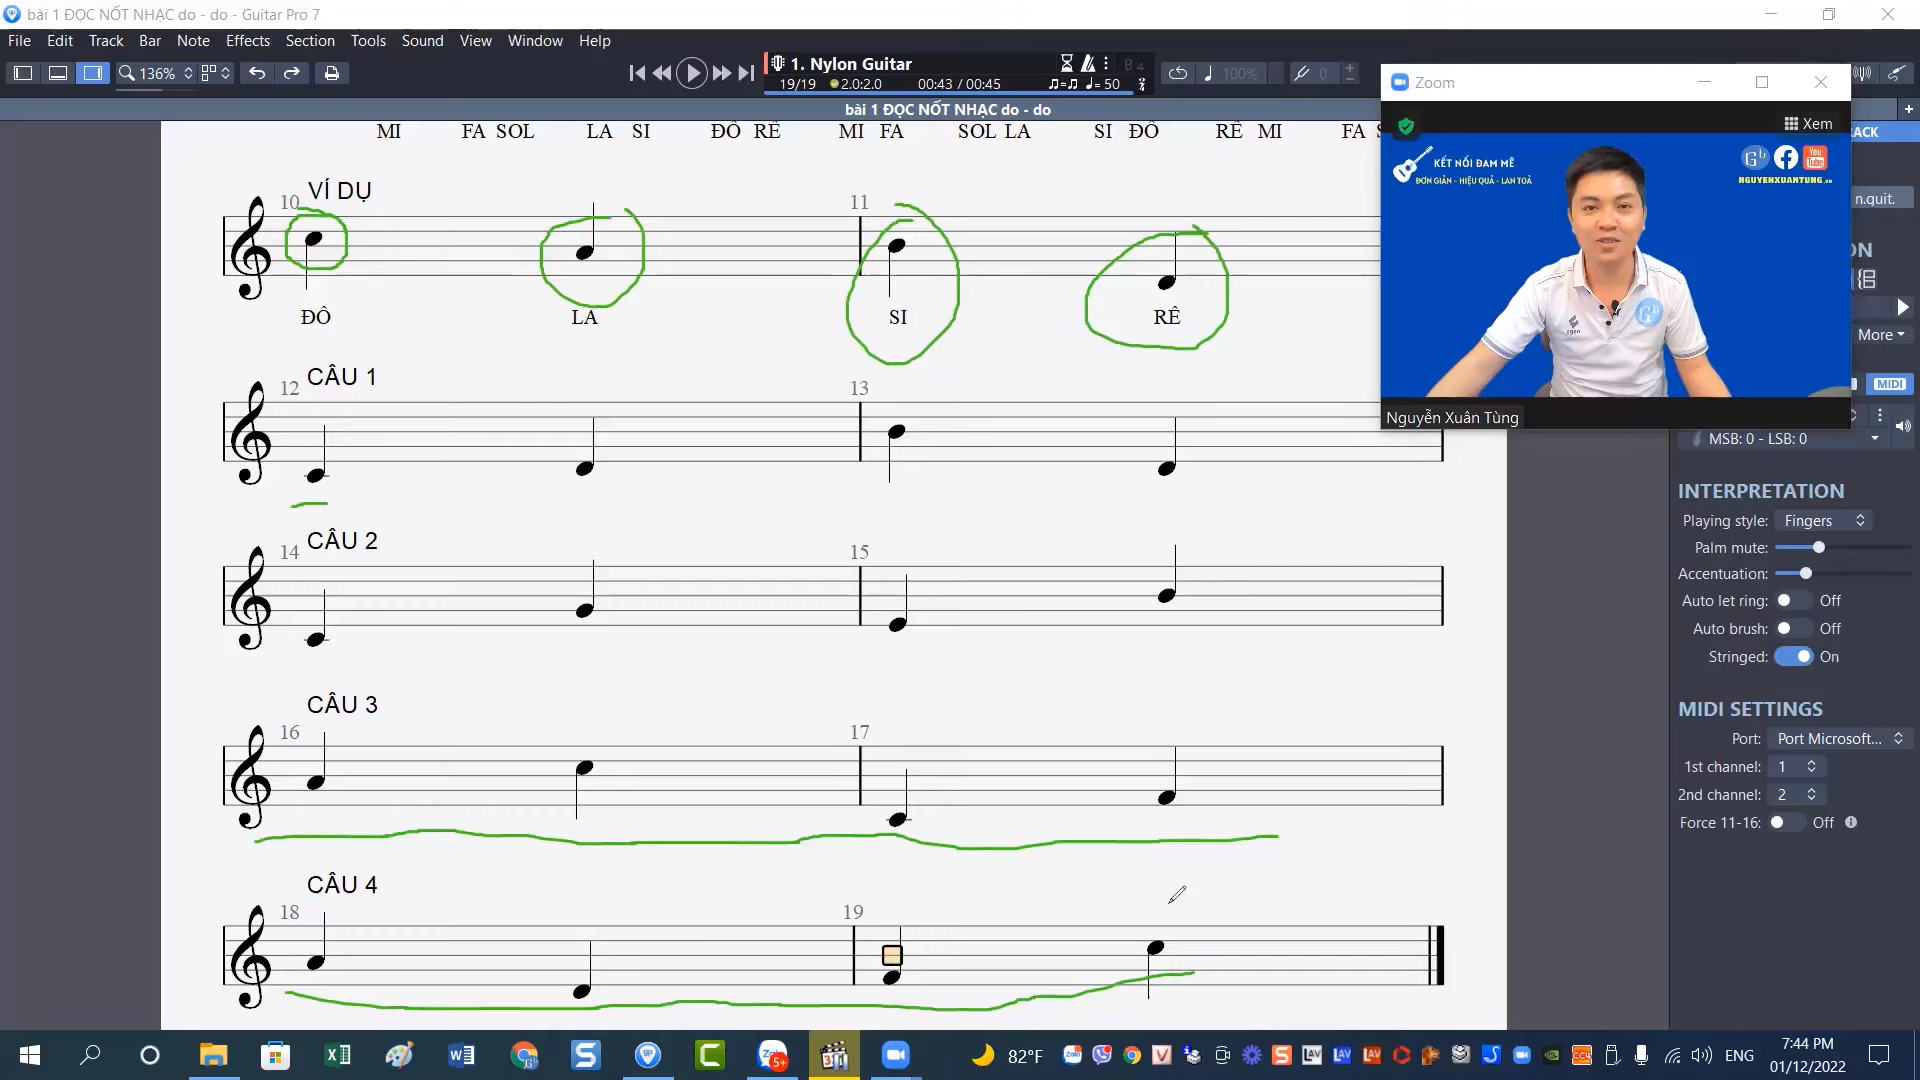 bài 1 ĐỌC NỐT NHẠC do - do - Guitar Pro 7
File Edit Track Bar Note Effects Section Tools Sound View Window Help
136%
1. Nylon Guitar
19/19 2.0:2.0 00:43 / 00:45 = 50
100% 0
bài 1 ĐỌC NỐT NHẠC do - do
MI FA SOL LA SI ĐÔ RÊ MI FA SOL LA SI ĐÔ RÊ MI FA
10 VÍ DỤ 11
ĐÔ LA SI RÊ
12 CÂU 1 13
14 CÂU 2 15
CÂU 3
16 17
CÂU 4
18 19
Zoom
Xem
KẾT NỐI ĐAM MÊ
ĐƠN GIẢN - HIỆU QUẢ - LAN TOẢ
You Tube
NGUYENXUANTUNG.vn
Nguyễn Xuân Tùng
More
MIDI
MSB: 0 - LSB: 0
INTERPRETATION
Playing style: Fingers
Palm mute:
Accentuation:
Auto let ring: Off
Auto brush: Off
Stringed: On
MIDI SETTINGS
Port: Port Microsoft...
1st channel: 1
2nd channel: 2
Force 11-16: Off
82°F
ENG
7:44 PM
01/12/2022